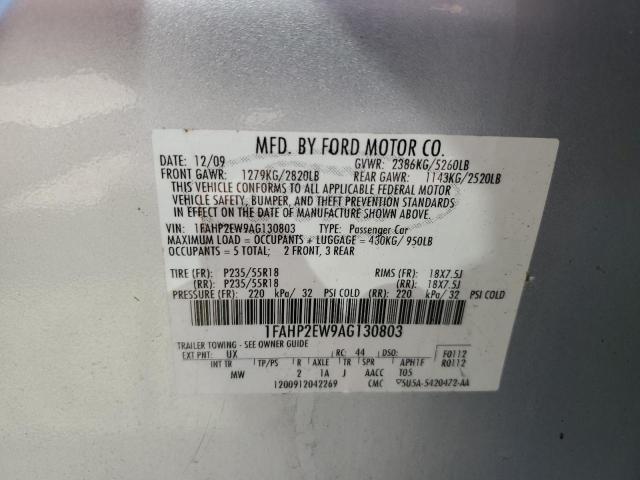 MFD. BY FORD MOTOR CO.
DATE: 12/09 GVWR: 2386KG/5260LB
FRONT GAWR: 1279KG/2820LB REAR GAWR: 1143KG/2520LB
THIS VEHICLE CONFORMS TO ALL APPLICABLE FEDERAL MOTOR
VEHICLE SAFETY, BUMPER, AND THEFT PREVENTION STANDARDS
IN EFFECT ON THE DATE OF MANUFACTURE SHOWN ABOVE.
VIN: 1FAHP2EW9AG130803 TYPE: Passenger Car
MAXIMUM LOAD = OCCUPANTS + LUGGAGE = 430KG/ 950LB
OCCUPANTS = 5 TOTAL; 2 FRONT, 3 REAR
TIRE (FR): P235/55R18 RIMS (FR): 18X7.5J
(RR): P235/55R18 (RR): 18X7.5J
PRESSURE (FR): 220 kPa/ 32 PSI COLD (RR): 220 kPa/ 32 PSI COLD
1FAHP2EW9AG130803
TRAILER TOWING - SEE OWNER GUIDE
EXT PNT: UX RC: 44 DSO: F0112
INT TR TP/PS R AXLE TR SPR APH1F R0112
MW 2 1A J AACC T05
1200912042269 CMC 5U5A-5420472-AA